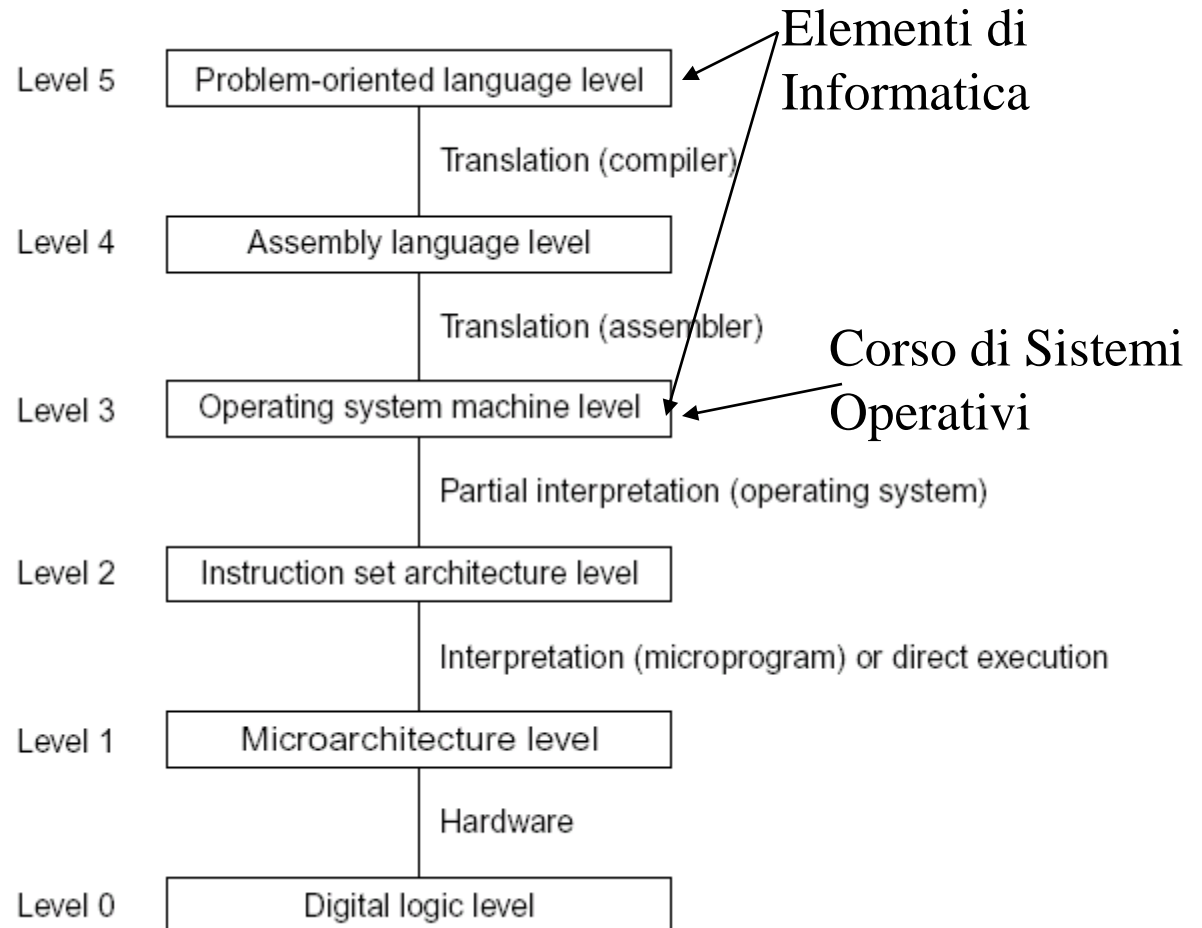 Elementi di
Informatica
Level 5
Problem-oriented language level
Translation (compiler)
Level 4
Assembly language level
Translation (assembler)
Corso di Sistemi
Operativi
Level 3
Operating system machine level
Partial interpretation (operating system)
Level 2
Instruction set architecture level
Interpretation (microprogram) or direct execution
Level 1
Microarchitecture level
Hardware
Level 0
Digital logic level